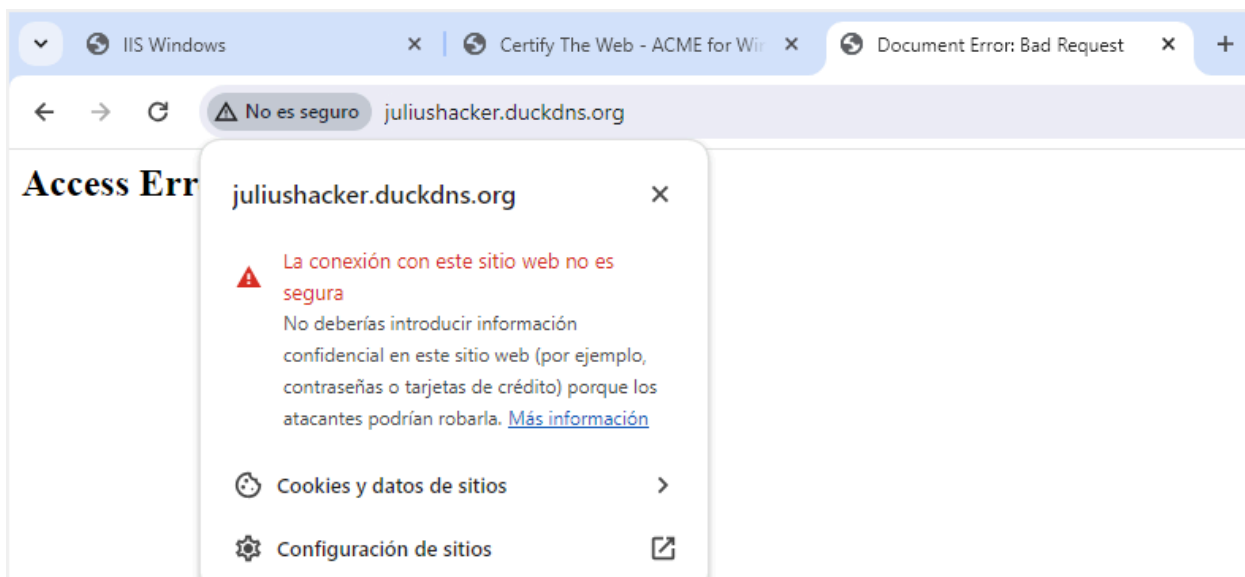 IIS Windows
Certify The Web - ACME for Wir
Document Error: Bad Request
No es seguro
juliushacker.duckdns.org
Access Err
juliushacker.duckdns.org
La conexión con este sitio web no es
segura
No deberías introducir información
confidencial en este sitio web (por ejemplo,
contraseñas o tarjetas de crédito) porque los
atacantes podrían robarla. Más información
Cookies y datos de sitios
Configuración de sitios